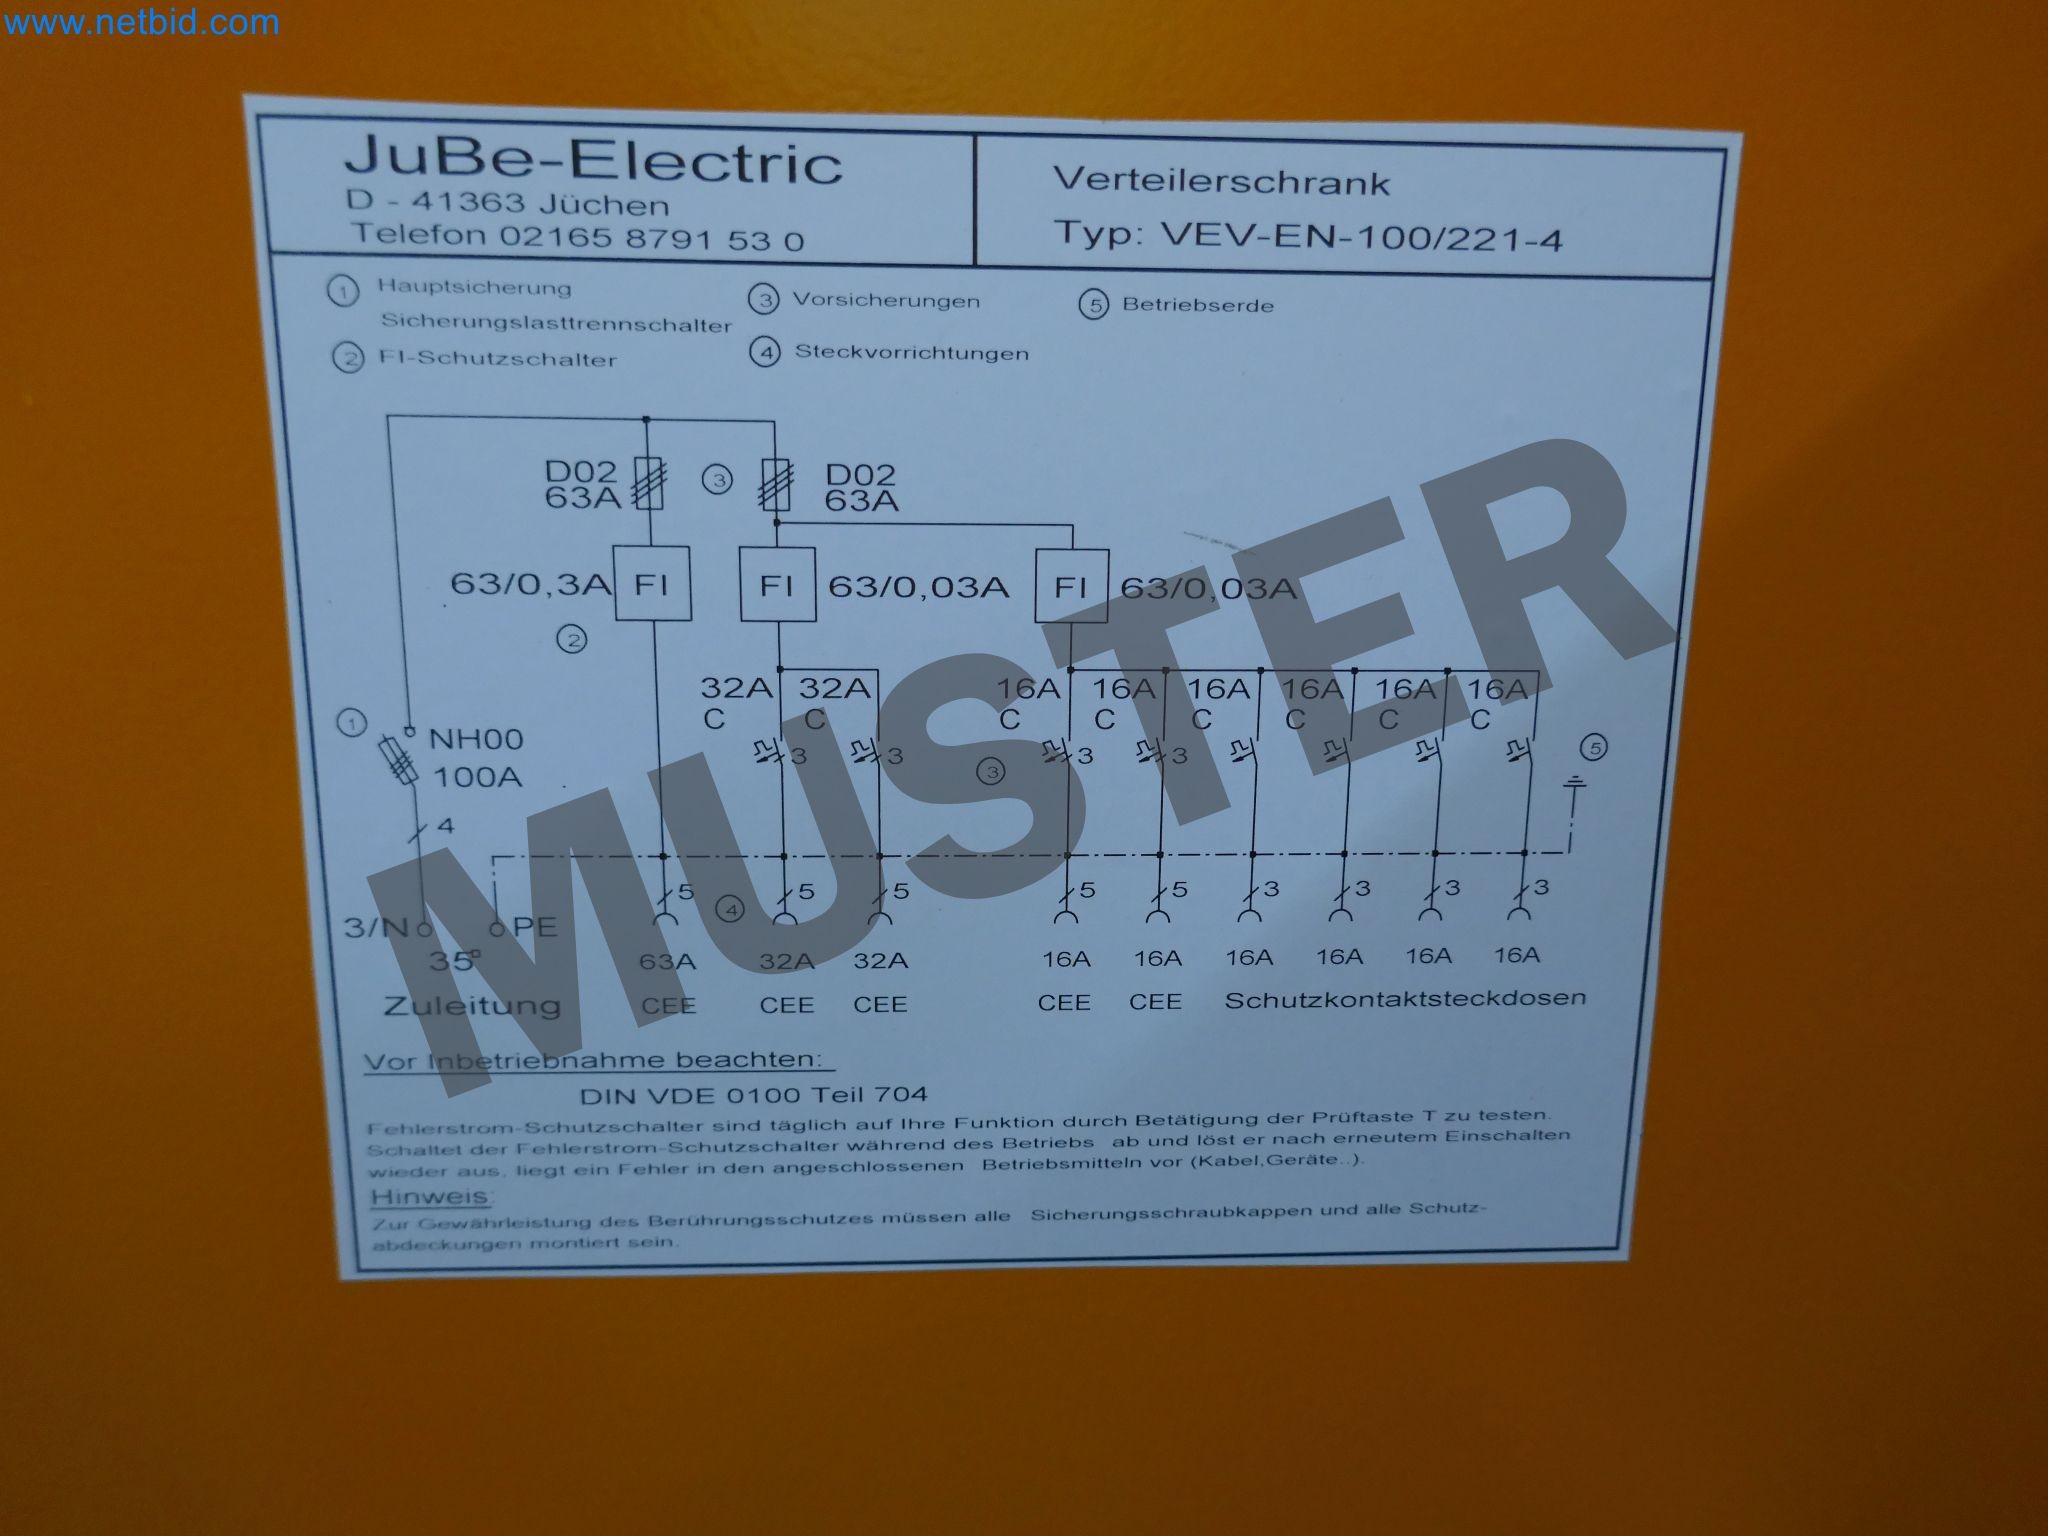 www.netbid.com
JuBe-Electric
D - 41363 Jüchen
Telefon 02165 8791 53 0
Verteilerschrank
Typ: VEV-EN-100/221-4
1 Hauptsicherung
Sicherungslasttrennschalter
2 FI-Schutzschalter
3 Vorsicherungen
4 Steckvorrichtungen
5 Betriebserde
D02
63A
3
D02
63A
63/0,3A FI
FI 63/0,03A
FI 63/0,03A
2
32A 32A 16A 16A 16A 16A 16A 16A
C C C C C C C C
1
NH00
100A
3 3 3 3 3
5
4
5 4 5 5 5 5 3 3 3 3
3/N PE
35°
63A 32A 32A 16A 16A 16A 16A 16A 16A
Zuleitung CEE CEE CEE CEE CEE Schutzkontaktsteckdosen
MUSTER
Vor Inbetriebnahme beachten:
DIN VDE 0100 Teil 704
Fehlerstrom-Schutzschalter sind täglich auf Ihre Funktion durch Betätigung der Prüftaste T zu testen.
Schaltet der Fehlerstrom-Schutzschalter während des Betriebs ab und löst er nach erneutem Einschalten
wieder aus, liegt ein Fehler in den angeschlossenen Betriebsmitteln vor (Kabel,Geräte..).
Hinweis:
Zur Gewährleistung des Berührungsschutzes müssen alle Sicherungsschraubkappen und alle Schutz-
abdeckungen montiert sein.